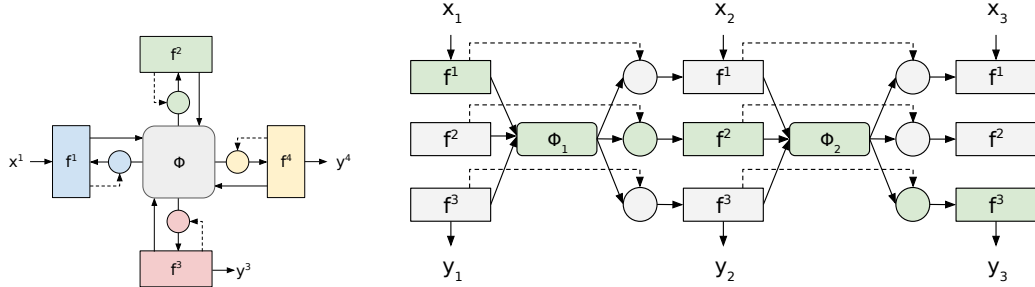 f²
x¹ f¹ Φ f⁴ y⁴
f³ y³
x₁ x₂ x₃
f¹ f¹ f¹
f² Φ₁ f² Φ₂ f²
f³ f³ f³
y₁ y₂ y₃